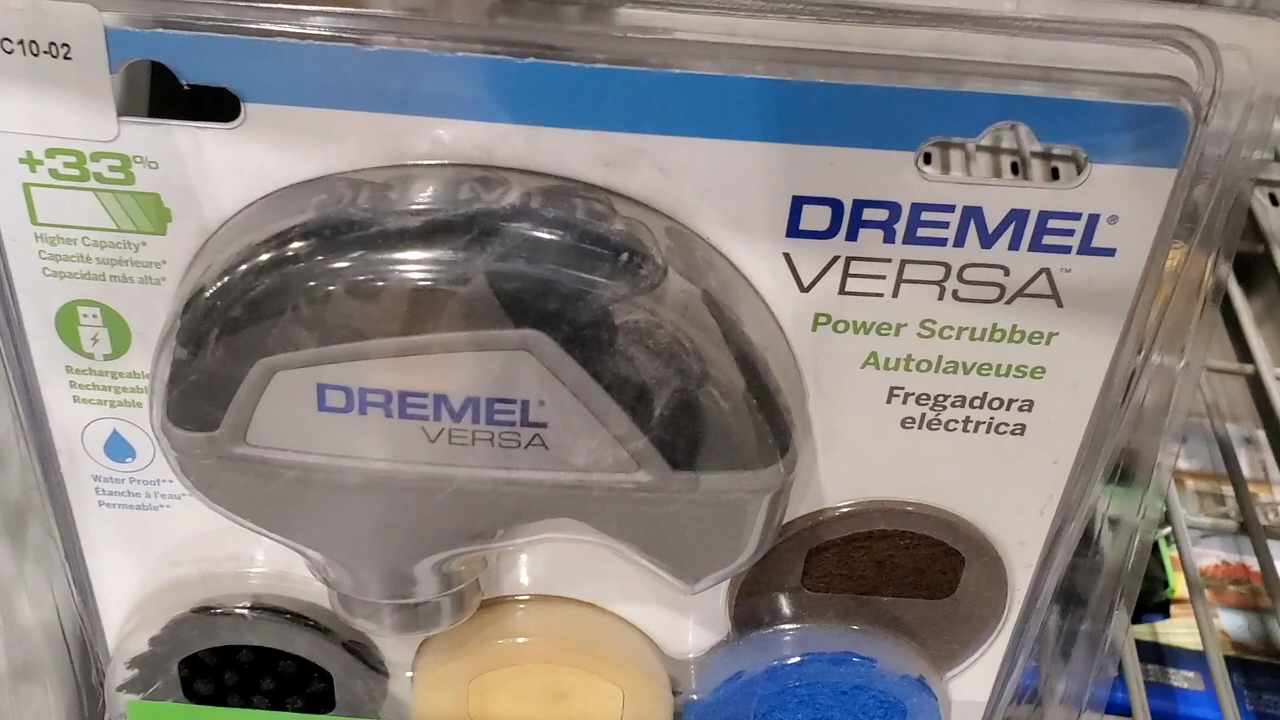 C10-02
+33%
Higher Capacity*
Capacité supérieure*
Capacidad más alta*
Rechargeable
Rechargeabl
Recargable
Water Proof**
Étanche à l'eau**
Permeable**
DREMEL
VERSA
DREMEL®
VERSA™
Power Scrubber
Autolaveuse
Fregadora
eléctrica